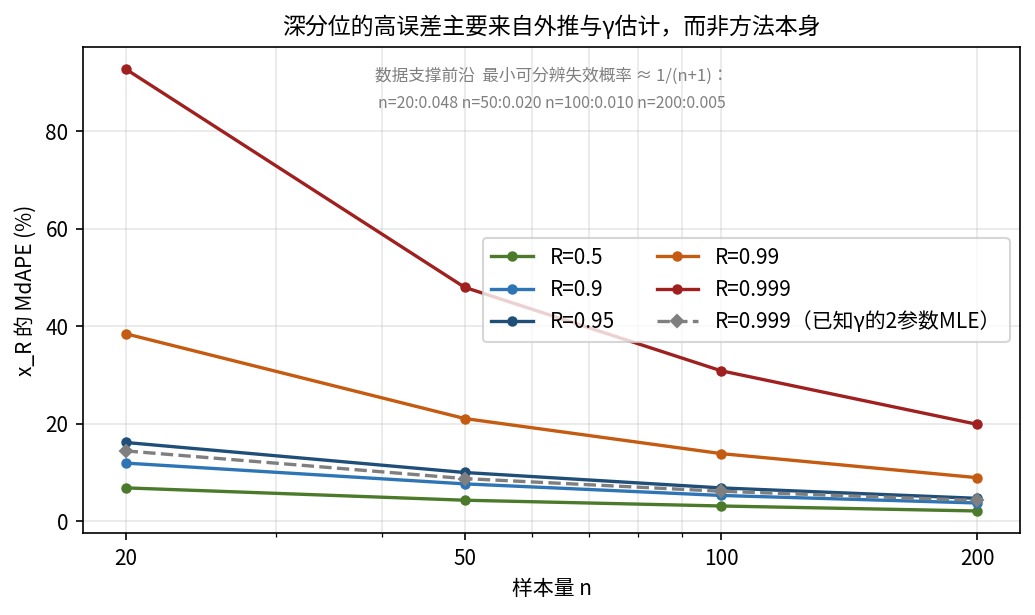 深分位的高误差主要来自外推与γ估计，而非方法本身
数据支撑前沿 最小可分辨失效概率 ≈ 1/(n+1)：
n=20:0.048 n=50:0.020 n=100:0.010 n=200:0.005
x_R 的 MdAPE (%)
80
60
40
20
0
R=0.5
R=0.9
R=0.95
R=0.99
R=0.999
R=0.999（已知γ的2参数MLE）
20
50
100
200
样本量 n